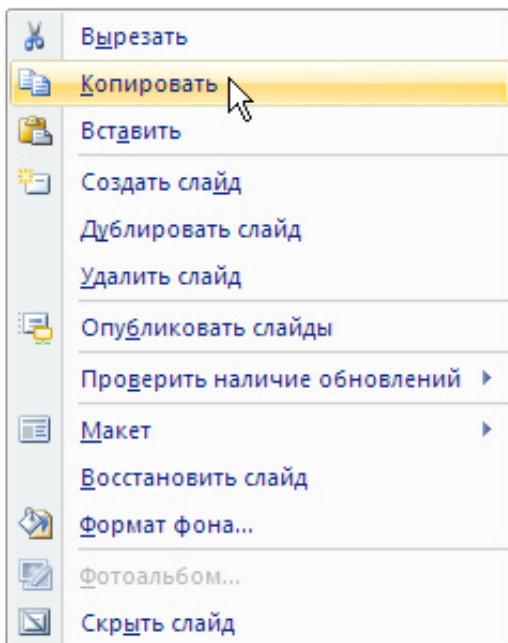 Вырезать
Копировать
Вставить
Создать слайд
Дублировать слайд
Удалить слайд
Опубликовать слайды
Проверить наличие обновлений
Макет
Восстановить слайд
Формат фона...
Фотоальбом...
Скрыть слайд